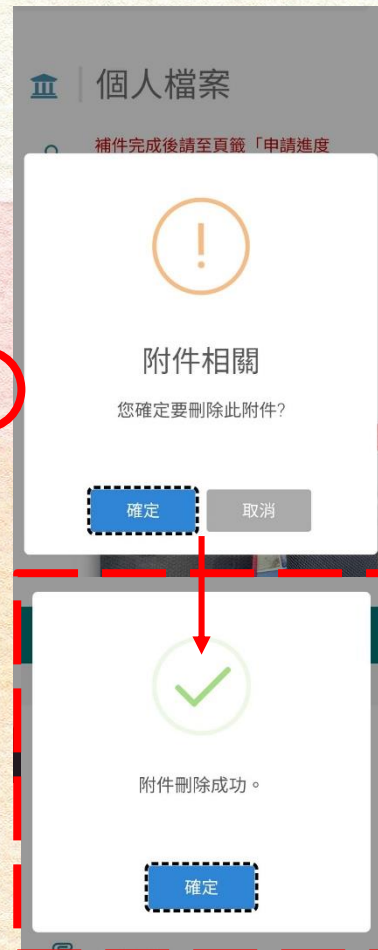 個人檔案
補件完成後請至頁籤「申請進度
!
附件相關
您確定要刪除此附件?
確定
取消
附件刪除成功。
確定